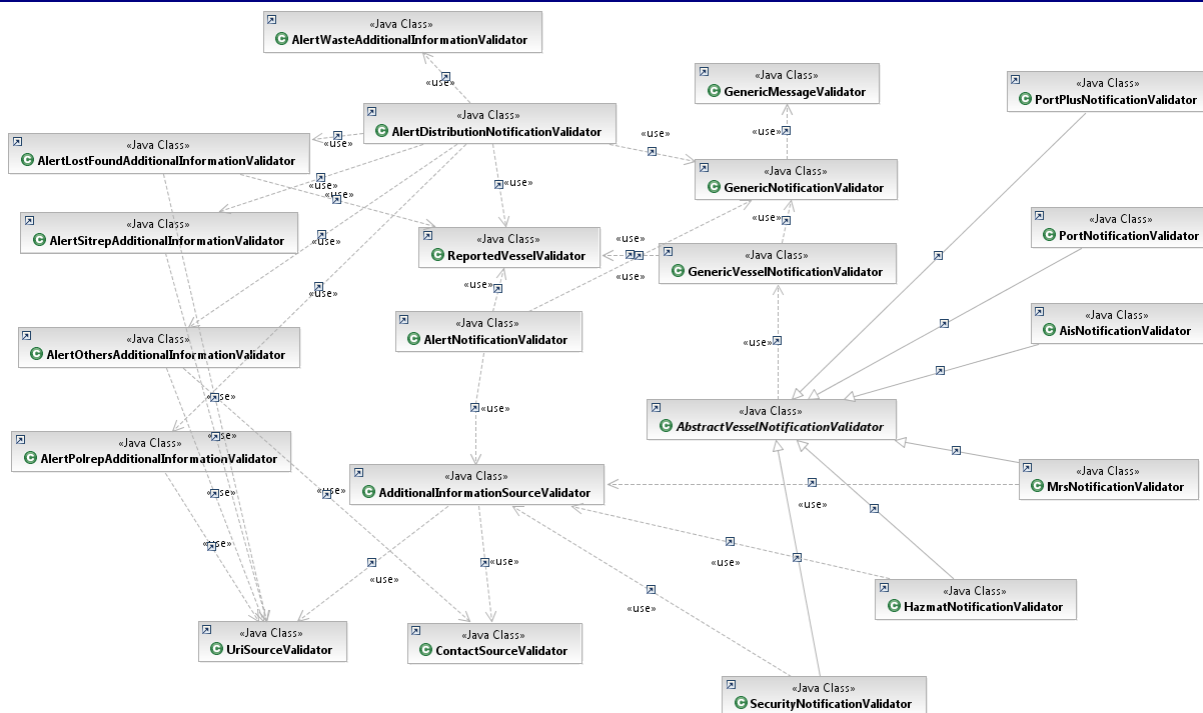 «Java Class»
AlertWasteAdditionalInformationValidator
«use»
«Java Class»
GenericMessageValidator
«Java Class»
PortPlusNotificationValidator
«Java Class»
AlertDistributionNotificationValidator
«use»
«use»
«Java Class»
AlertLostFoundAdditionalInformationValidator
«use»
«Java Class»
GenericNotificationValidator
«use»
«use»
«use»
«Java Class»
AlertSitrepAdditionalInformationValidator
«use»
«Java Class»
ReportedVesselValidator
«use»
«use»
«Java Class»
PortNotificationValidator
«Java Class»
GenericVesselNotificationValidator
«use»
«use»
«use»
«Java Class»
AlertNotificationValidator
«Java Class»
AisNotificationValidator
«Java Class»
AlertOthersAdditionalInformationValidator
«use»
«use»
«use»
«Java Class»
AbstractVesselNotificationValidator
«use»
«Java Class»
AlertPolrepAdditionalInformationValidator
«Java Class»
AdditionalInformationSourceValidator
«Java Class»
MrsNotificationValidator
«use»
«use»
«use»
«use»
«use»
«use»
«use»
«Java Class»
HazmatNotificationValidator
«use»
«Java Class»
UriSourceValidator
«Java Class»
ContactSourceValidator
«Java Class»
SecurityNotificationValidator